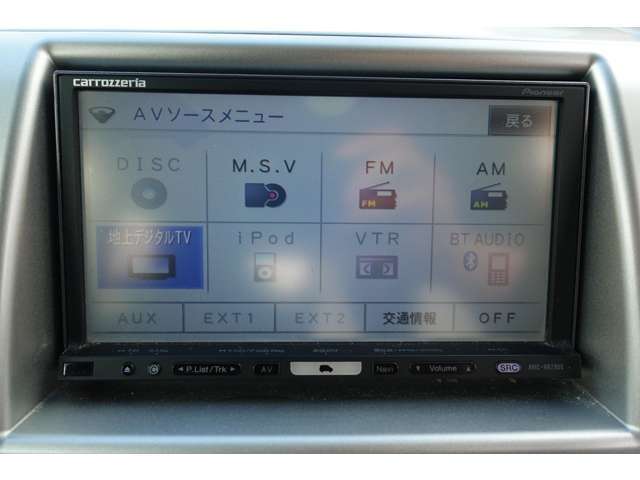 carrozzeria
Pioneer
AVソースメニュー
戻る
DISC M.S.V FM AM
FM AM
地上デジタルTV iPod VTR BT AUDIO
AUX EXT1 EXT2 交通情報 OFF
P.List/Trk AV Navi Volume SRC